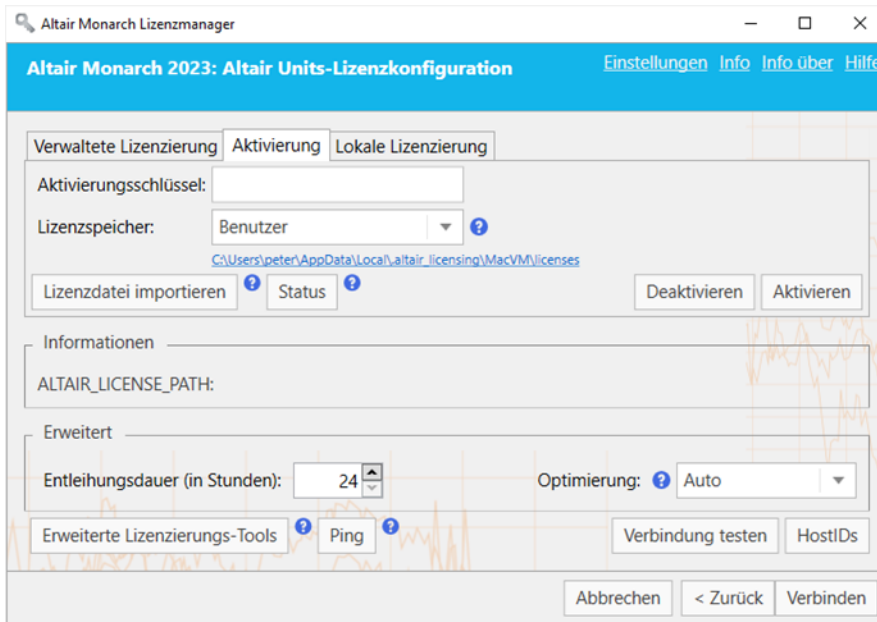 Altair Monarch Lizenzmanager
Altair Monarch 2023: Altair Units-Lizenzkonfiguration Einstellungen Info Info über Hilfe
Verwaltete Lizenzierung Aktivierung Lokale Lizenzierung
Aktivierungsschlüssel:
Lizenzspeicher: Benutzer ?
C:\Users\peter\AppData\Local\.altair_licensing\MacVM\licenses
Lizenzdatei importieren ? Status ? Deaktivieren Aktivieren
Informationen
ALTAIR_LICENSE_PATH:
Erweitert
Entleihungsdauer (in Stunden): 24 Optimierung: ? Auto
Erweiterte Lizenzierungs-Tools ? Ping ? Verbindung testen HostIDs
Abbrechen < Zurück Verbinden